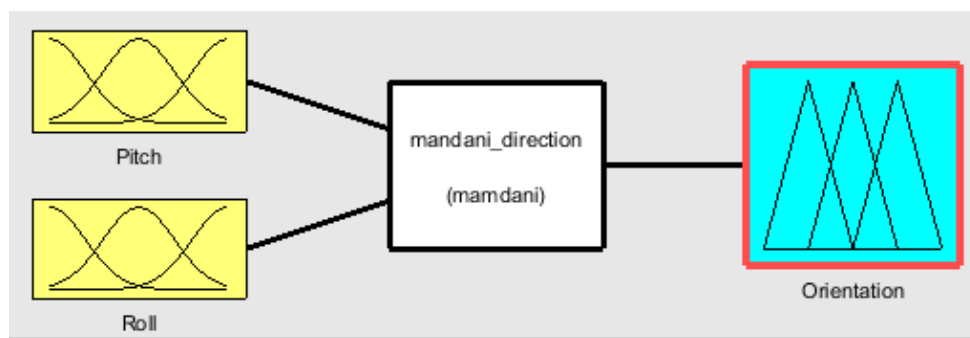 Pitch
Roll
mandani_direction
(mamdani)
Orientation